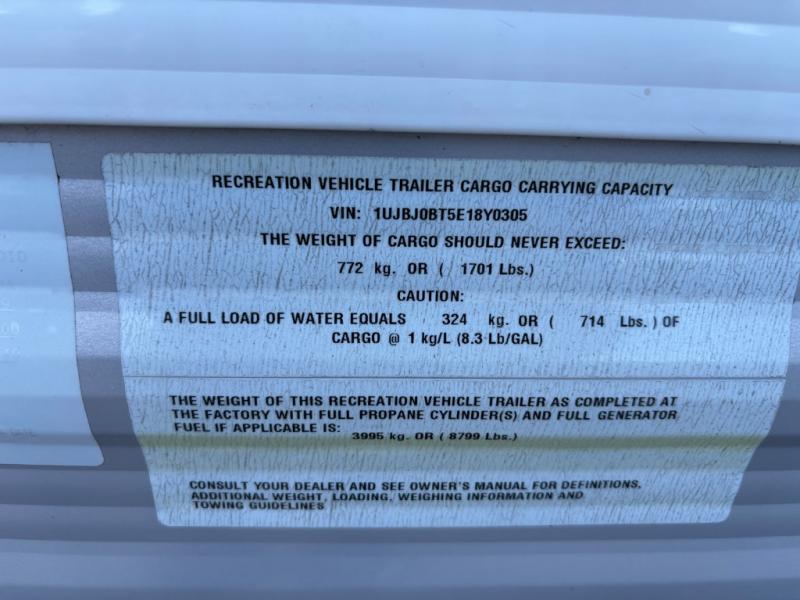 RECREATION VEHICLE TRAILER CARGO CARRYING CAPACITY
VIN: 1UJBJ0BT5E18Y0305
THE WEIGHT OF CARGO SHOULD NEVER EXCEED:
772 kg. OR ( 1701 Lbs.)
CAUTION:
A FULL LOAD OF WATER EQUALS 324 kg. OR ( 714 Lbs. ) OF
CARGO @ 1 kg/L (8.3 Lb/GAL)
THE WEIGHT OF THIS RECREATION VEHICLE TRAILER AS COMPLETED AT
THE FACTORY WITH FULL PROPANE CYLINDER(S) AND FULL GENERATOR
FUEL IF APPLICABLE IS:
3995 kg. OR ( 8799 Lbs.)
CONSULT YOUR DEALER AND SEE OWNER'S MANUAL FOR DEFINITIONS,
ADDITIONAL WEIGHT, LOADING, WEIGHING INFORMATION AND
TOWING GUIDELINES